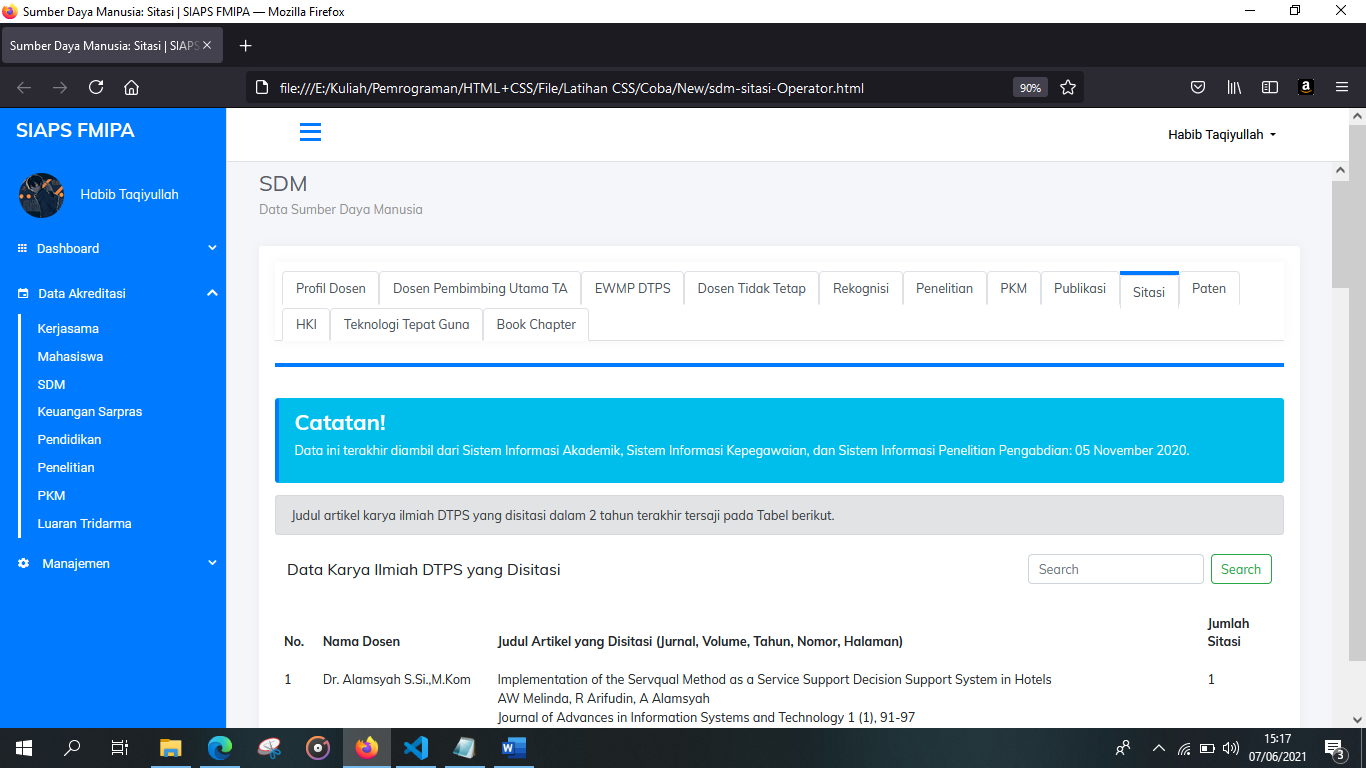 Sumber Daya Manusia: Sitasi | SIAPS FMIPA — Mozilla Firefox
Sumber Daya Manusia: Sitasi | SIAPS
file:///E:/Kuliah/Pemrograman/HTML+CSS/File/Latihan CSS/Coba/New/sdm-sitasi-Operator.html
90%
SIAPS FMIPA
Habib Taqiyullah
Habib Taqiyullah
Dashboard
Data Akreditasi
Kerjasama
Mahasiswa
SDM
Keuangan Sarpras
Pendidikan
Penelitian
PKM
Luaran Tridarma
Manajemen
SDM
Data Sumber Daya Manusia
Profil Dosen Dosen Pembimbing Utama TA EWMP DTPS Dosen Tidak Tetap Rekognisi Penelitian PKM Publikasi Sitasi Paten
HKI Teknologi Tepat Guna Book Chapter
Catatan!
Data ini terakhir diambil dari Sistem Informasi Akademik, Sistem Informasi Kepegawaian, dan Sistem Informasi Penelitian Pengabdian: 05 November 2020.
Judul artikel karya ilmiah DTPS yang disitasi dalam 2 tahun terakhir tersaji pada Tabel berikut.
Data Karya Ilmiah DTPS yang Disitasi
Search Search
No. Nama Dosen Judul Artikel yang Disitasi (Jurnal, Volume, Tahun, Nomor, Halaman) Jumlah Sitasi
1 Dr. Alamsyah S.Si.,M.Kom Implementation of the Servqual Method as a Service Support Decision Support System in Hotels 1
AW Melinda, R Arifudin, A Alamsyah
Journal of Advances in Information Systems and Technology 1 (1), 91-97
15:17
07/06/2021
3